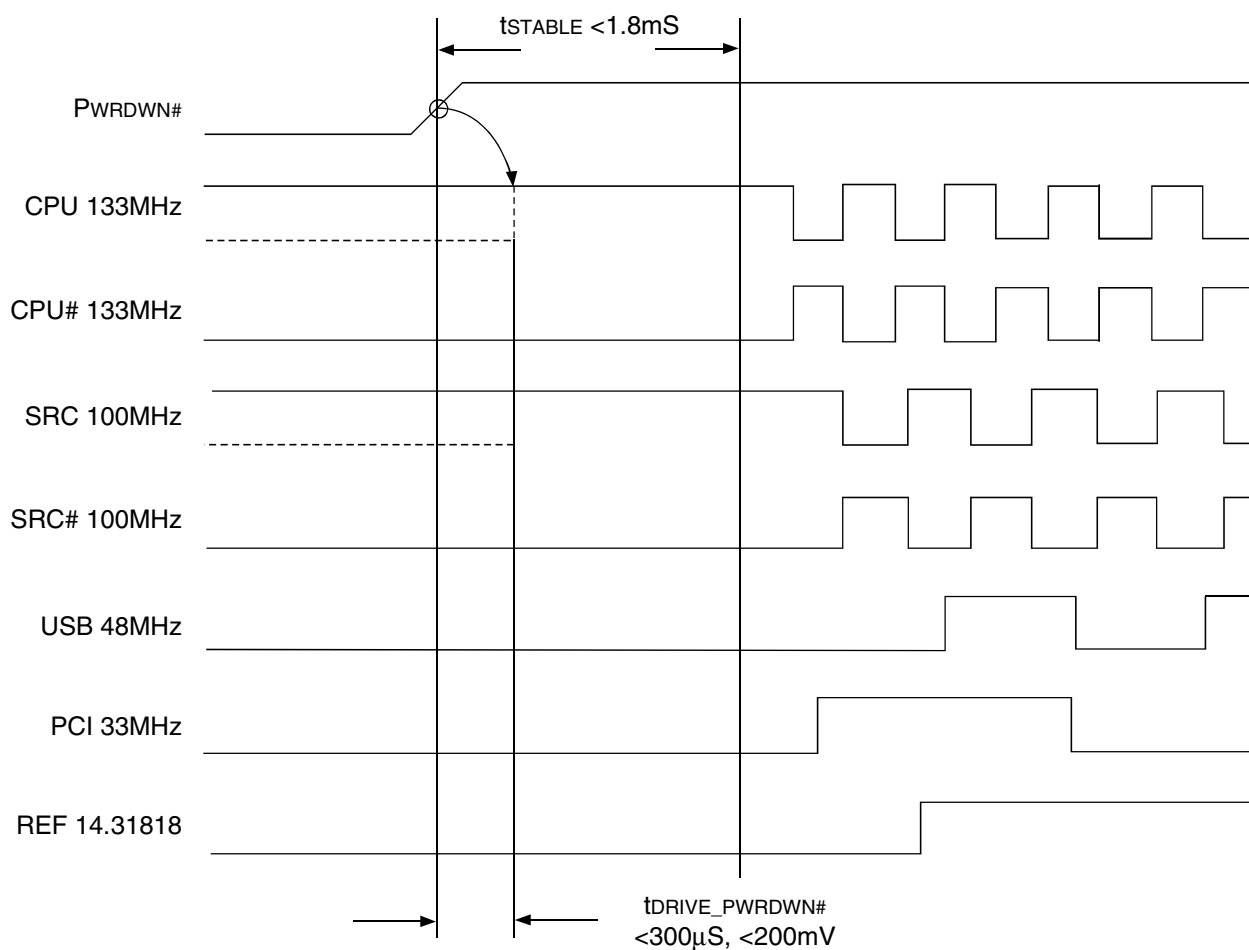 tSTABLE <1.8mS
PWRDWN#
CPU 133MHz
CPU# 133MHz
SRC 100MHz
SRC# 100MHz
USB 48MHz
PCI 33MHz
REF 14.31818
tDRIVE_PWRDWN#
<300μS, <200mV